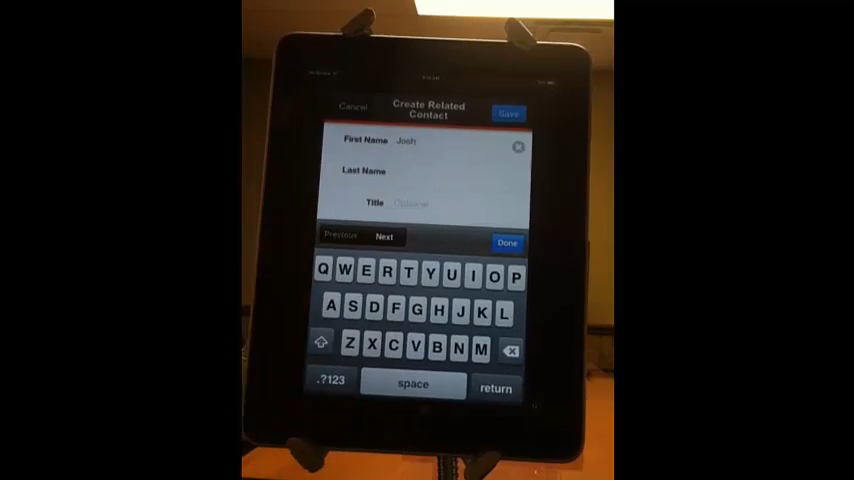 Cancel
Create Related
Contact
Save
First Name Josh
Last Name
Title Optional
Previous Next
Done
Q W E R T Y U I O P
A S D F G H J K L
Z X C V B N M
.?123
space
return